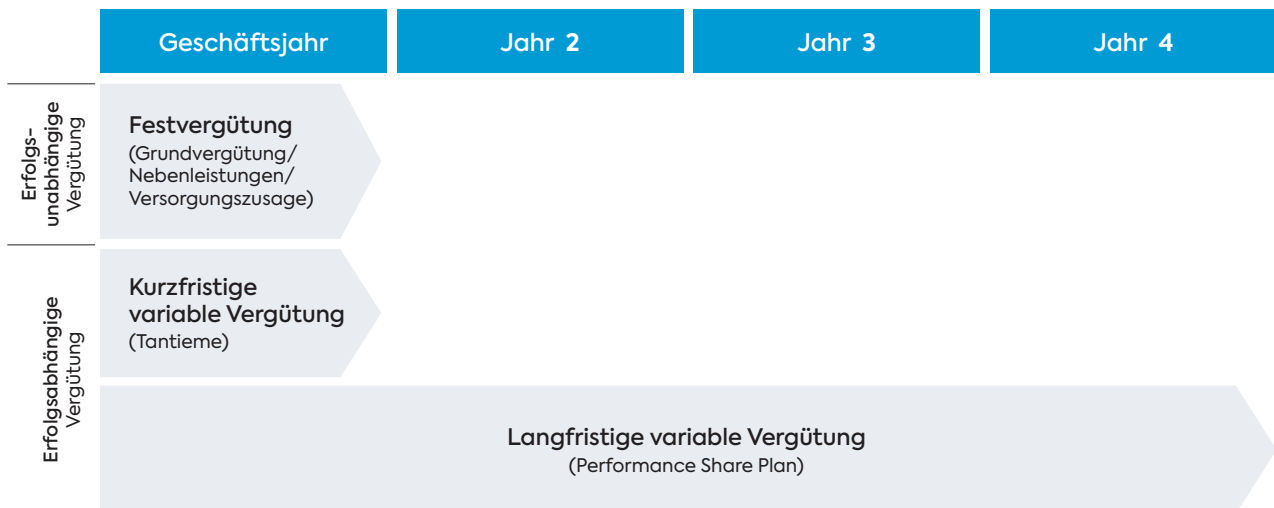 Geschäftsjahr
Jahr 2
Jahr 3
Jahr 4
Erfolgs-
unabhängige
Vergütung
Festvergütung
(Grundvergütung/
Nebenleistungen/
Versorgungszusage)
Erfolgsabhängige
Vergütung
Kurzfristige
variable Vergütung
(Tantieme)
Langfristige variable Vergütung
(Performance Share Plan)